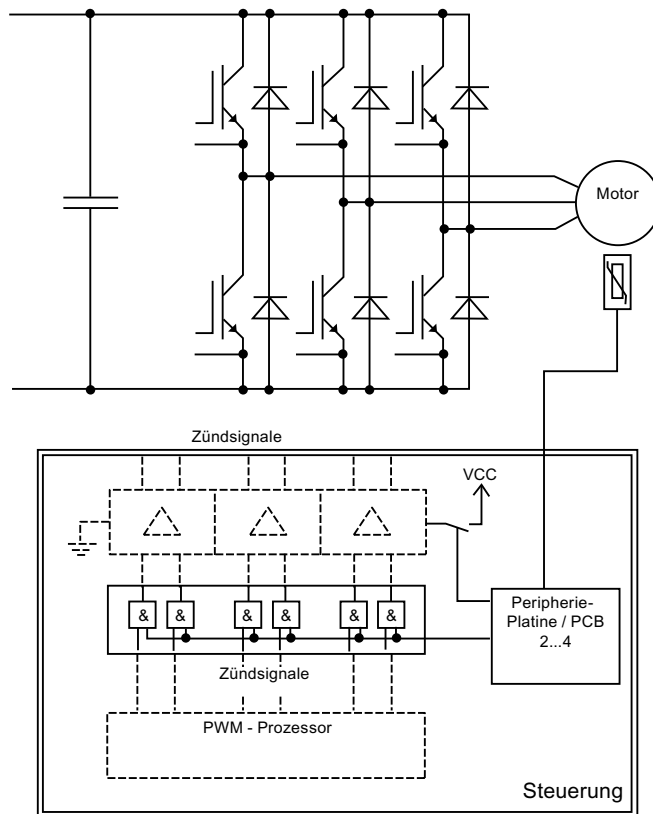 Motor
Zündsignale
VCC
& & & & & &
Peripherie-
Platine / PCB
2...4
Zündsignale
PWM - Prozessor
Steuerung